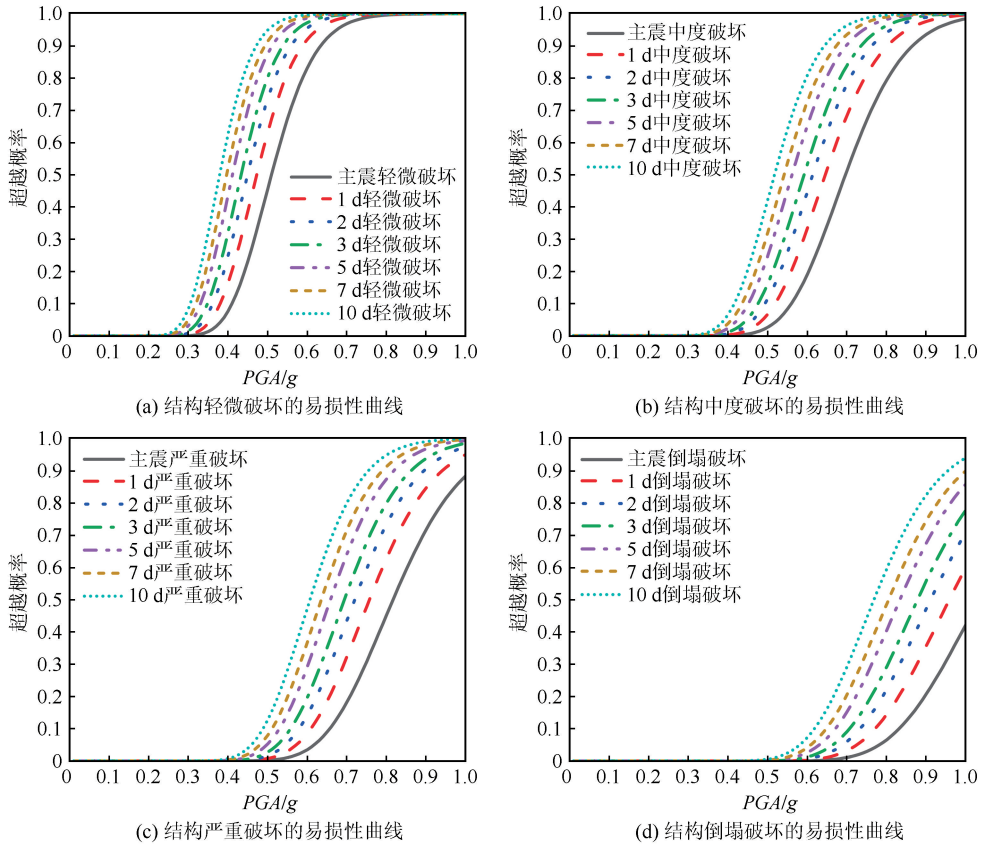 超越概率
1.0
0.9
0.8
0.7
0.6
0.5
0.4
0.3
0.2
0.1
0
主震轻微破坏
1 d轻微破坏
2 d轻微破坏
3 d轻微破坏
5 d轻微破坏
7 d轻微破坏
10 d轻微破坏
0 0.1 0.2 0.3 0.4 0.5 0.6 0.7 0.8 0.9 1.0
PGA/g
(a) 结构轻微破坏的易损性曲线
超越概率
1.0
0.9
0.8
0.7
0.6
0.5
0.4
0.3
0.2
0.1
0
主震中度破坏
1 d中度破坏
2 d中度破坏
3 d中度破坏
5 d中度破坏
7 d中度破坏
10 d中度破坏
0 0.1 0.2 0.3 0.4 0.5 0.6 0.7 0.8 0.9 1.0
PGA/g
(b) 结构中度破坏的易损性曲线
超越概率
1.0
0.9
0.8
0.7
0.6
0.5
0.4
0.3
0.2
0.1
0
主震严重破坏
1 d严重破坏
2 d严重破坏
3 d严重破坏
5 d严重破坏
7 d严重破坏
10 d严重破坏
0 0.1 0.2 0.3 0.4 0.5 0.6 0.7 0.8 0.9 1.0
PGA/g
(c) 结构严重破坏的易损性曲线
超越概率
1.0
0.9
0.8
0.7
0.6
0.5
0.4
0.3
0.2
0.1
0
主震倒塌破坏
1 d倒塌破坏
2 d倒塌破坏
3 d倒塌破坏
5 d倒塌破坏
7 d倒塌破坏
10 d倒塌破坏
0 0.1 0.2 0.3 0.4 0.5 0.6 0.7 0.8 0.9 1.0
PGA/g
(d) 结构倒塌破坏的易损性曲线